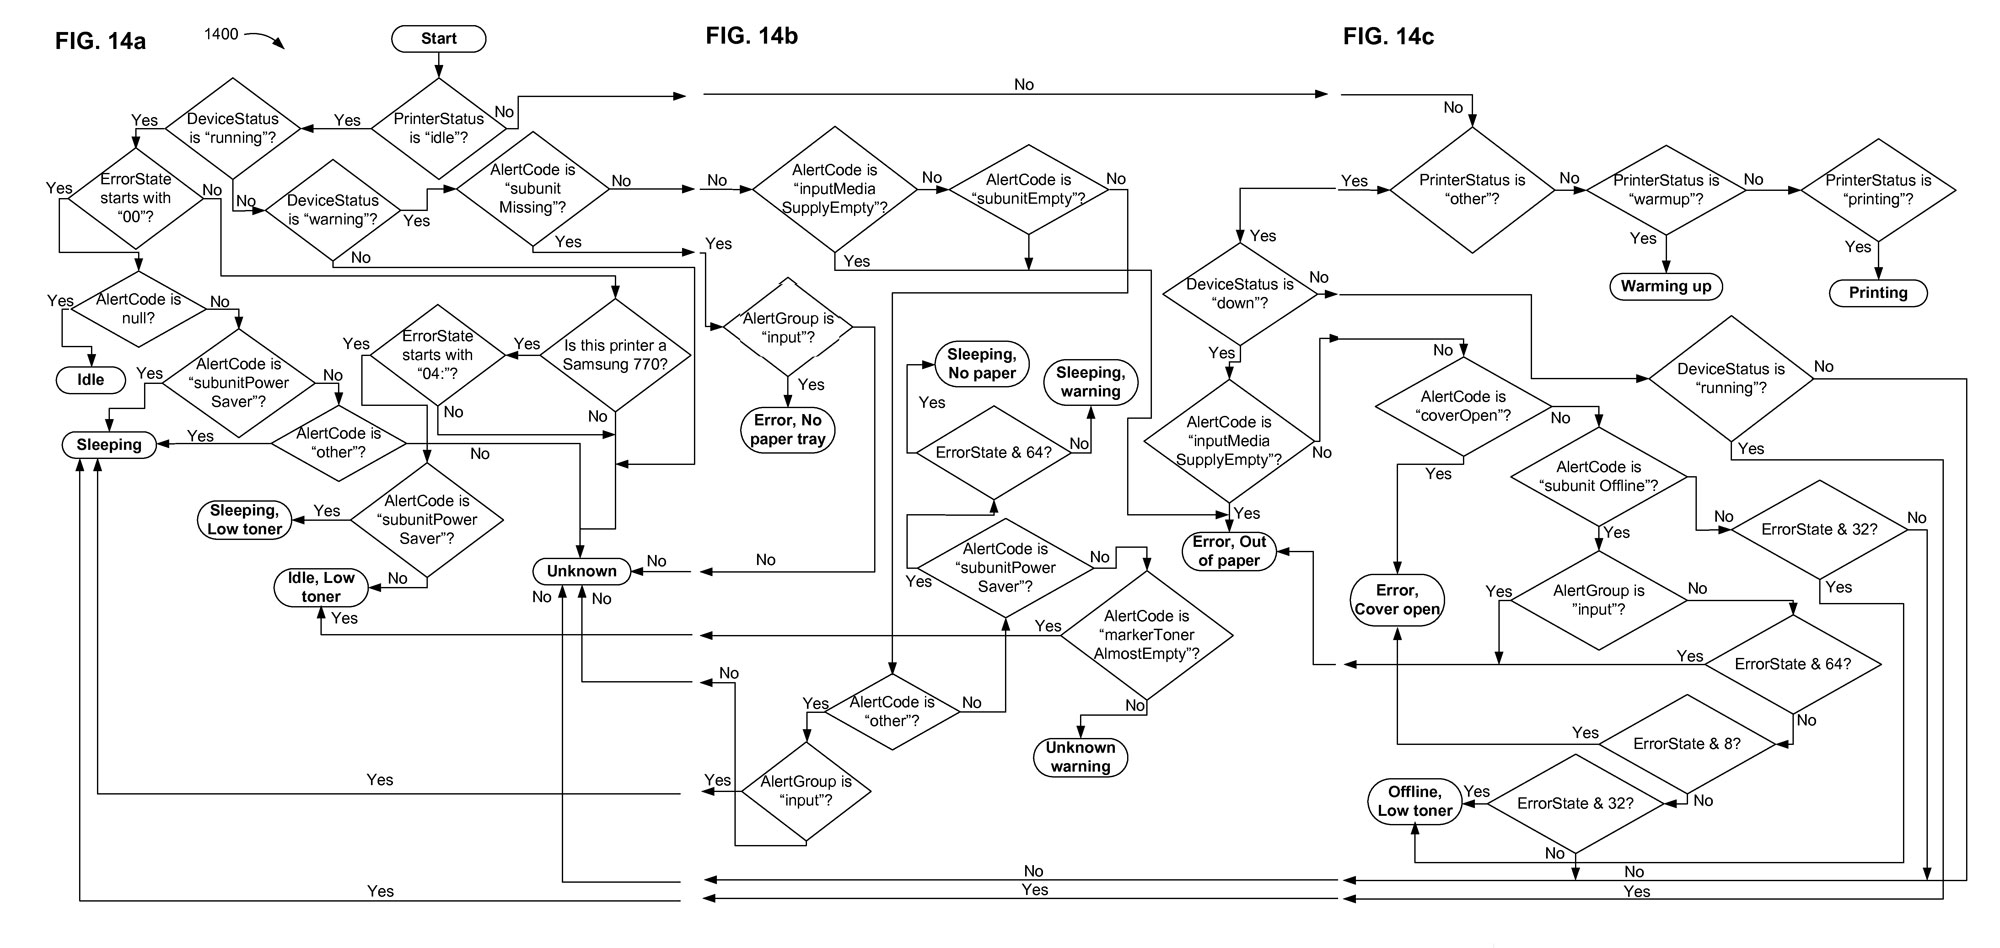 FIG. 14a
1400
Start
PrinterStatus
is “idle”?
Yes
No
DeviceStatus
is “running”?
Yes
No
ErrorState
starts with
“00”?
Yes
No
DeviceStatus
is “warning”?
Yes
No
AlertCode is
“subunit
Missing”?
No
Yes
AlertCode is
null?
Yes
No
Idle
AlertCode is
“subunitPower
Saver”?
Yes
No
Sleeping
AlertCode is
“other”?
Yes
No
ErrorState
starts with
“04:”?
Yes
No
Is this printer a
Samsung 770?
Yes
No
AlertCode is
“subunitPower
Saver”?
Yes
No
Sleeping,
Low toner
Idle, Low
toner
Yes
Unknown
No
No
No
Yes
Yes
FIG. 14b
No
No
AlertCode is
“inputMedia
SupplyEmpty”?
No
Yes
AlertCode is
“subunitEmpty?
No
Yes
AlertGroup is
“input”?
Yes
Error, No
paper tray
No
Sleeping,
No paper
Sleeping,
warning
Yes
ErrorState & 64?
No
AlertCode is
“subunitPower
Saver”?
Yes
No
AlertCode is
“markerToner
AlmostEmpty”?
Yes
No
Unknown
warning
No
AlertCode is
“other”?
Yes
No
AlertGroup is
“input”?
Yes
No
Yes
FIG. 14c
No
PrinterStatus is
“other”?
Yes
No
PrinterStatus is
“warmup”?
No
Yes
PrinterStatus is
“printing”?
Yes
Warming up
Printing
Yes
DeviceStatus is
“down”?
No
Yes
AlertCode is
“inputMedia
SupplyEmpty”?
No
Yes
Error, Out
of paper
No
AlertCode is
“coverOpen”?
No
Yes
DeviceStatus is
“running”?
No
Yes
AlertCode is
“subunit Offline”?
No
Yes
ErrorState & 32?
No
Yes
Error,
Cover open
AlertGroup is
”input”?
Yes
No
ErrorState & 64?
Yes
No
ErrorState & 8?
Yes
No
Offline,
Low toner
Yes
ErrorState & 32?
No
No
Yes